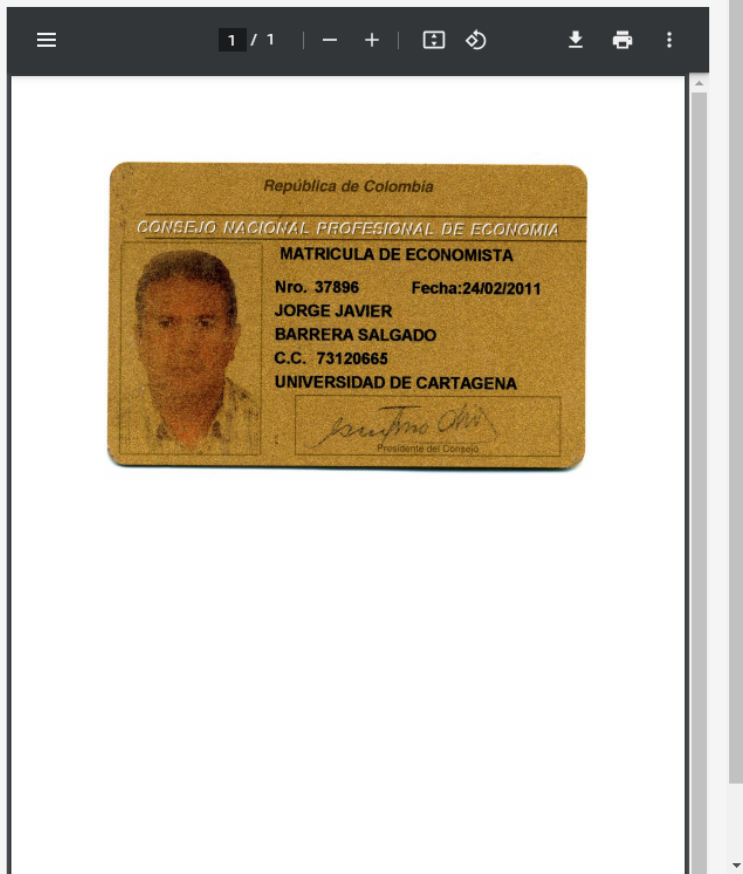 1 / 1
República de Colombia
CONSEJO NACIONAL PROFESIONAL DE ECONOMIA
MATRICULA DE ECONOMISTA
Nro. 37896 Fecha:24/02/2011
JORGE JAVIER
BARRERA SALGADO
C.C. 73120665
UNIVERSIDAD DE CARTAGENA
Presidente del Consejo